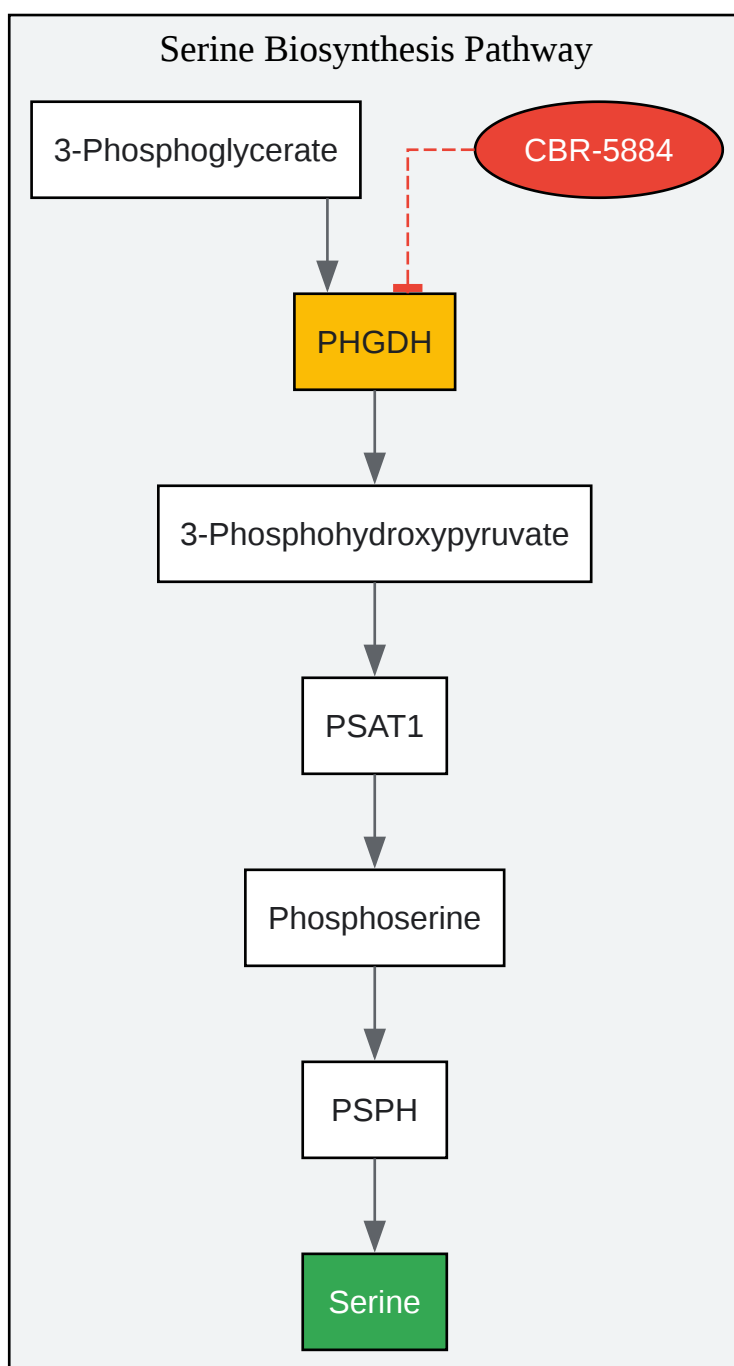 Serine Biosynthesis Pathway
3-Phosphoglycerate
CBR-5884
PHGDH
3-Phosphohydroxypyruvate
PSAT1
Phosphoserine
PSPH
Serine